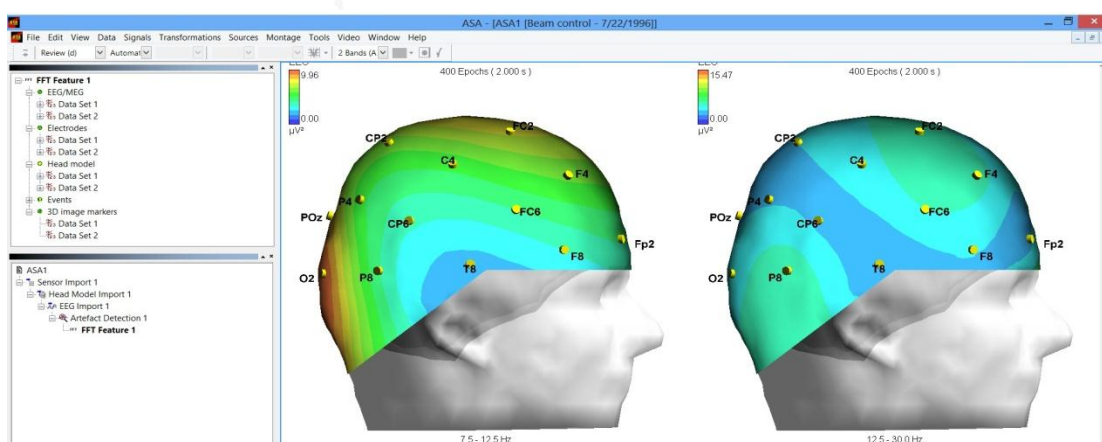 ASA - [ASA1 [Beam control - 7/22/1996]]
File Edit View Data Signals Transformations Sources Montage Tools Video Window Help
Review (d) Automat 2 Bands (A
FFT Feature 1
EEG/MEG
Data Set 1
Data Set 2
Electrodes
Data Set 1
Data Set 2
Head model
Data Set 1
Data Set 2
Events
3D image markers
Data Set 1
Data Set 2
ASA1
Sensor Import 1
Head Model Import 1
EEG Import 1
Artefact Detection 1
FFT Feature 1
400 Epochs ( 2.000 s )
9.96
0.00
µV²
FC2
CP2
C4
F4
P4
POz
FC6
CP6
Fp2
F8
O2
P8
T8
7.5 - 12.5 Hz
400 Epochs ( 2.000 s )
15.47
0.00
µV²
FC2
CP2
C4
F4
P4
POz
FC6
CP6
Fp2
F8
O2
P8
T8
12.5 - 30.0 Hz